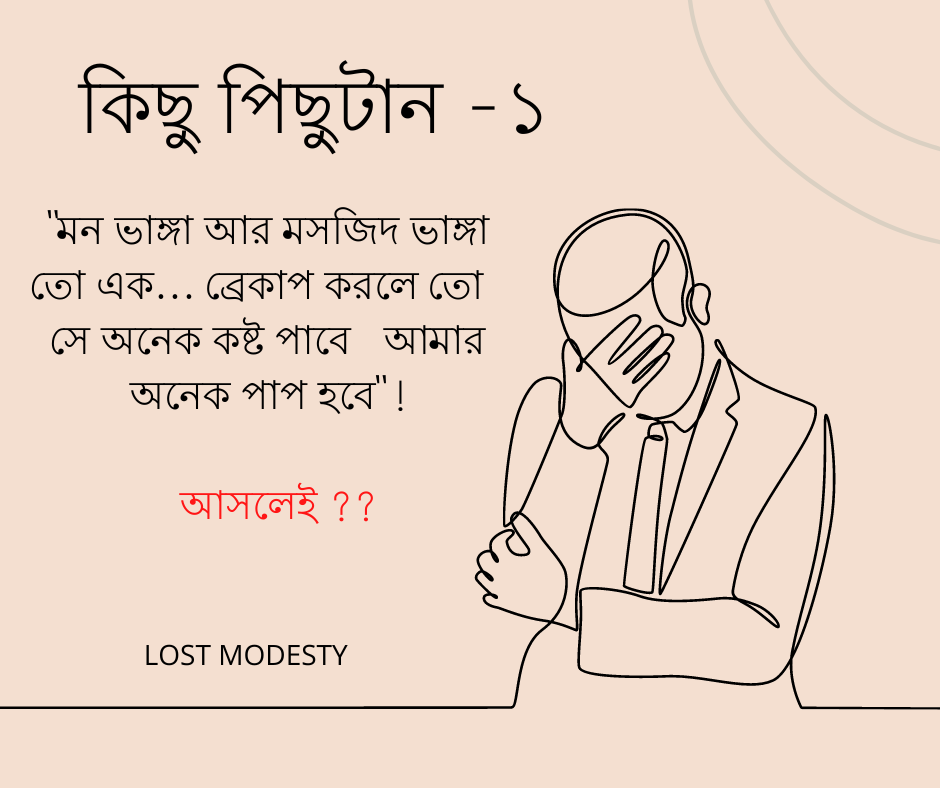 কিছু পিছুটান -১
"মন ভাঙ্গা আর মসজিদ ভাঙ্গা
তো এক... ব্রেকাপ করলে তো
সে অনেক কষ্ট পাবে আমার
অনেক পাপ হবে"!
আসলেই ??
LOST MODESTY